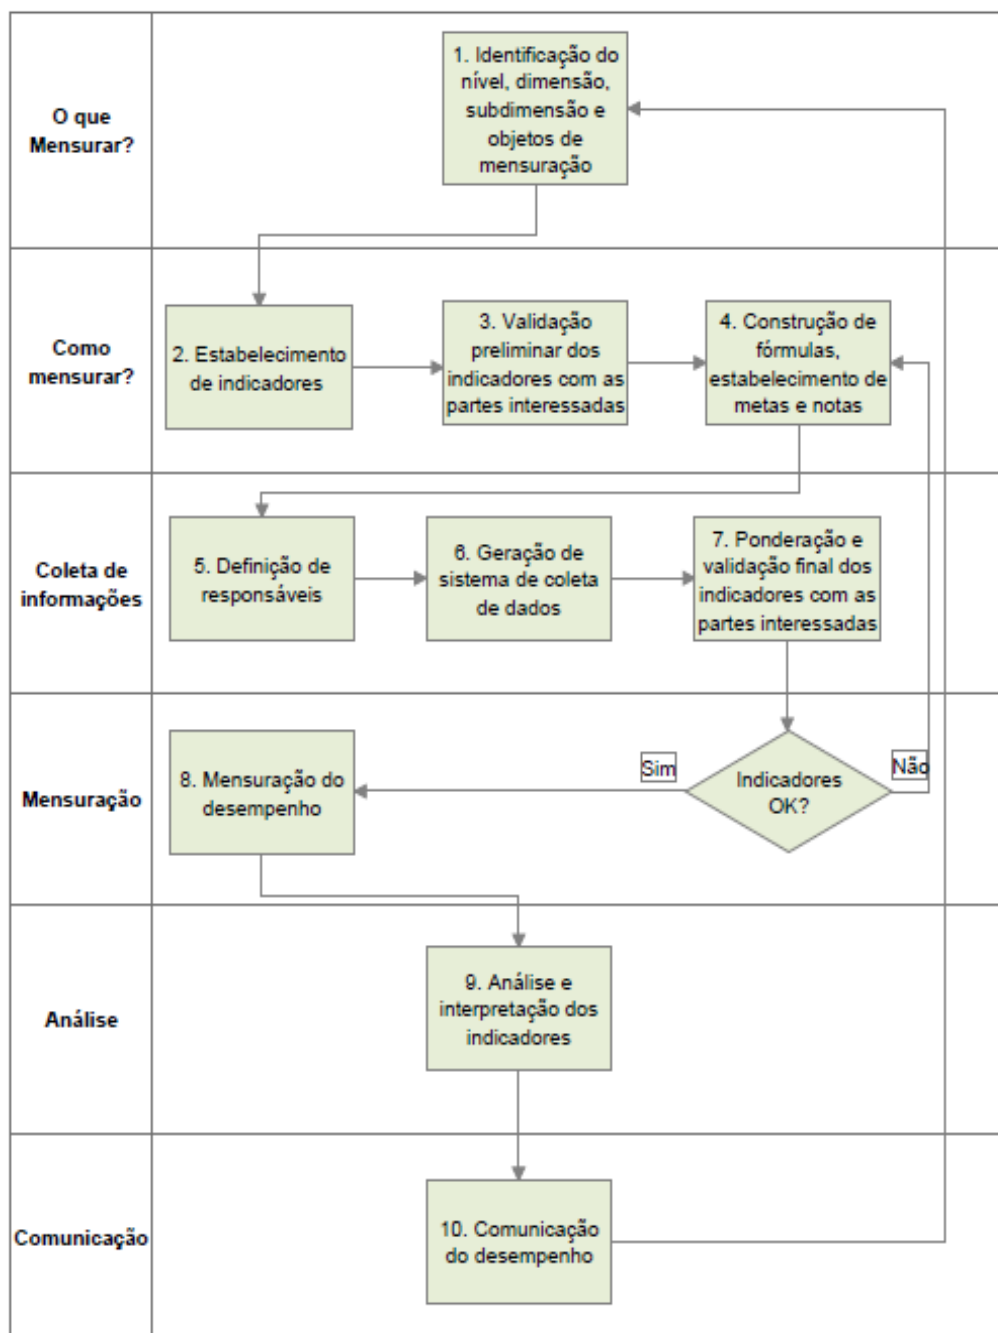 O que
Mensurar?
1. Identificação do
nível, dimensão,
subdimensão e
objetos de
mensuração
Como
mensurar?
2. Estabelecimento
de indicadores
3. Validação
preliminar dos
indicadores com as
partes interessadas
4. Construção de
fórmulas,
estabelecimento de
metas e notas
Coleta de
informações
5. Definição de
responsáveis
6. Geração de
sistema de coleta
de dados
7. Ponderação e
validação final dos
indicadores com as
partes interessadas
Mensuração
8. Mensuração do
desempenho
Sim
Indicadores
OK?
Não
Análise
9. Análise e
interpretação dos
indicadores
Comunicação
10. Comunicação
do desempenho